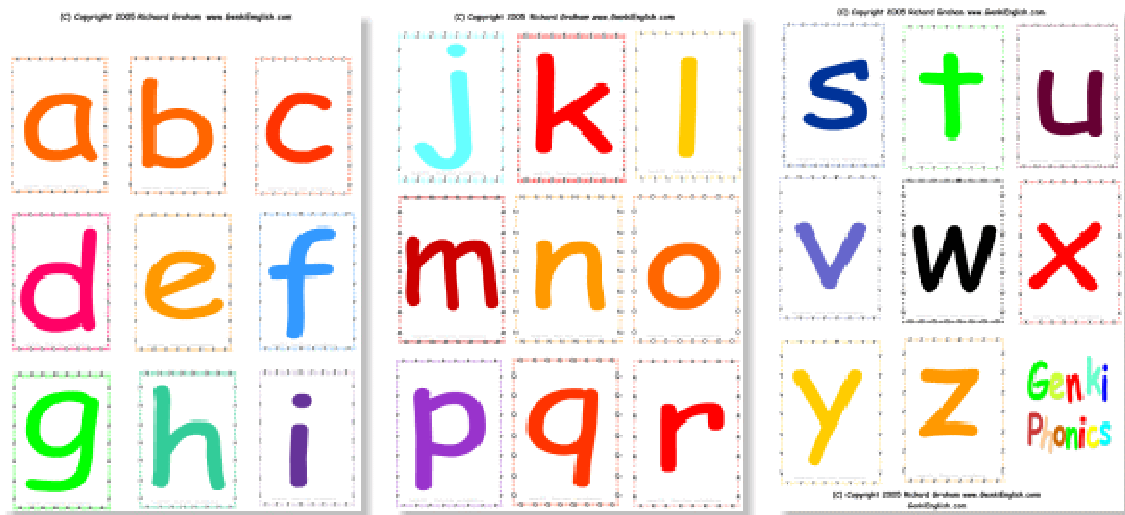 (C) Copyright 2005 Richard Graham www.GenkiEnglish.com
a b c
d e f
g h i
(C) Copyright 2005 Richard Graham www.GenkiEnglish.com
j k l
m n o
p q r
(C) Copyright 2005 Richard Graham www.GenkiEnglish.com
s t u
v w x
y z
Genki
Phonics
(C) Copyright 2005 Richard Graham www.GenkiEnglish.com
GenkiEnglish.com